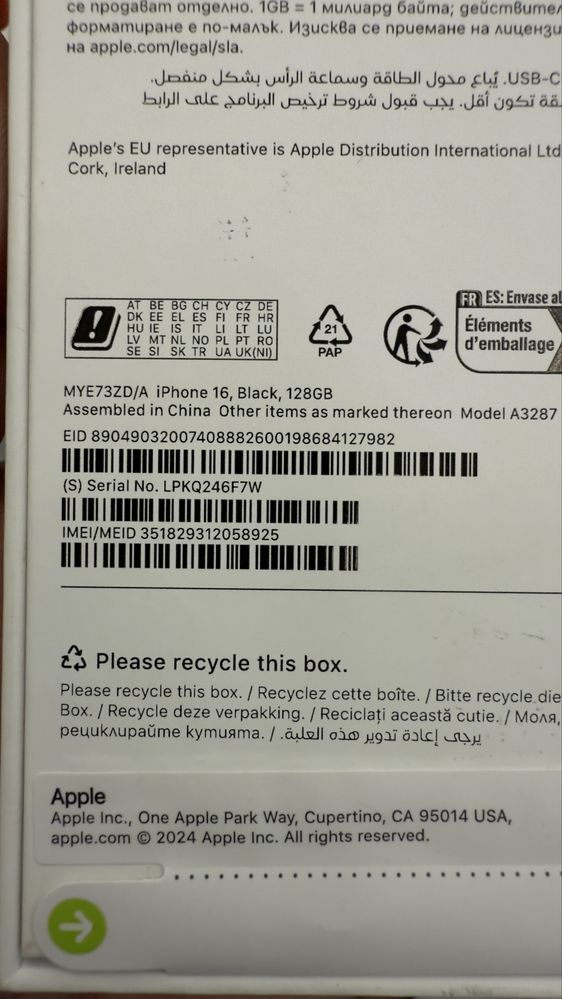 се продават отделно. 1GB = 1 милиард байта; действител
форматиране е по-малък. Изисква се приемане на лиценз
на apple.com/legal/sla.
USB-C. يُباع محول الطاقة وسماعة الرأس بشكل منفصل.
تكون أقل. يجب قبول شروط ترخيص البرنامج على الرابط
Apple's EU representative is Apple Distribution International Ltd
Cork, Ireland
AT BE BG CH CY CZ DE
DK EE EL ES FI FR HR
HU IE IS IT LI LT LU
LV MT NL NO PL PT RO
SE SI SK TR UA UK(NI)
21
PAP
FR ES: Envase al
Éléments
d'emballage
MYE73ZD/A iPhone 16, Black, 128GB
Assembled in China Other items as marked thereon Model A3287
EID 89049032007408882600198684127982
(S) Serial No. LPKQ246F7W
IMEI/MEID 351829312058925
Please recycle this box.
Please recycle this box. / Recyclez cette boîte. / Bitte recycle die
Box. / Recycle deze verpakking. / Reciclați această cutie. / Моля,
рециклирайте кутията. / يرجى إعادة تدوير هذه العلبة.
Apple
Apple Inc., One Apple Park Way, Cupertino, CA 95014 USA,
apple.com © 2024 Apple Inc. All rights reserved.